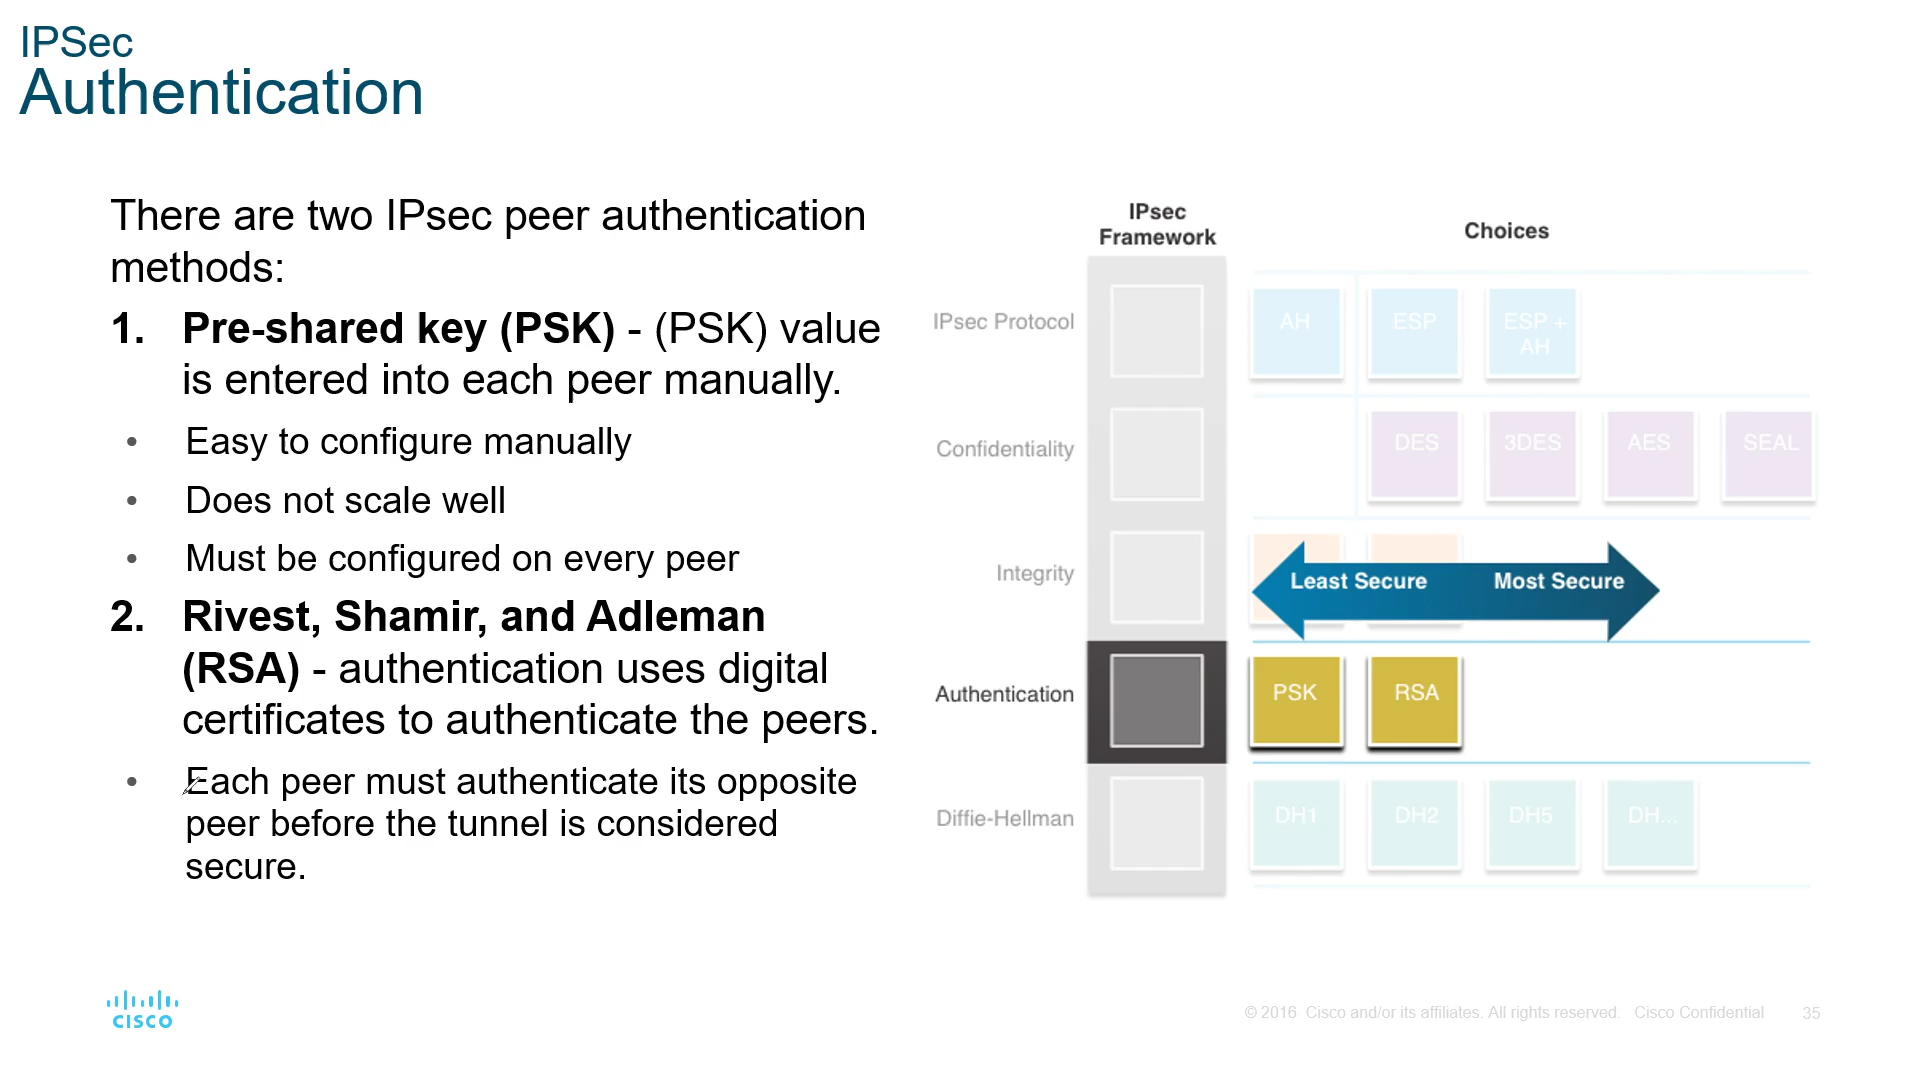 IPSec
Authentication
There are two IPsec peer authentication
methods:
1. Pre-shared key (PSK) - (PSK) value
is entered into each peer manually.
• Easy to configure manually
• Does not scale well
• Must be configured on every peer
2. Rivest, Shamir, and Adleman
(RSA) - authentication uses digital
certificates to authenticate the peers.
• Each peer must authenticate its opposite
peer before the tunnel is considered
secure.
IPsec
Framework
Choices
IPsec Protocol
AH
ESP
ESP +
AH
Confidentiality
DES
3DES
AES
SEAL
Integrity
Least Secure
Most Secure
Authentication
PSK
RSA
Diffie-Hellman
DH1
DH2
DH5
DH...
CISCO
© 2016 Cisco and/or its affiliates. All rights reserved. Cisco Confidential
35